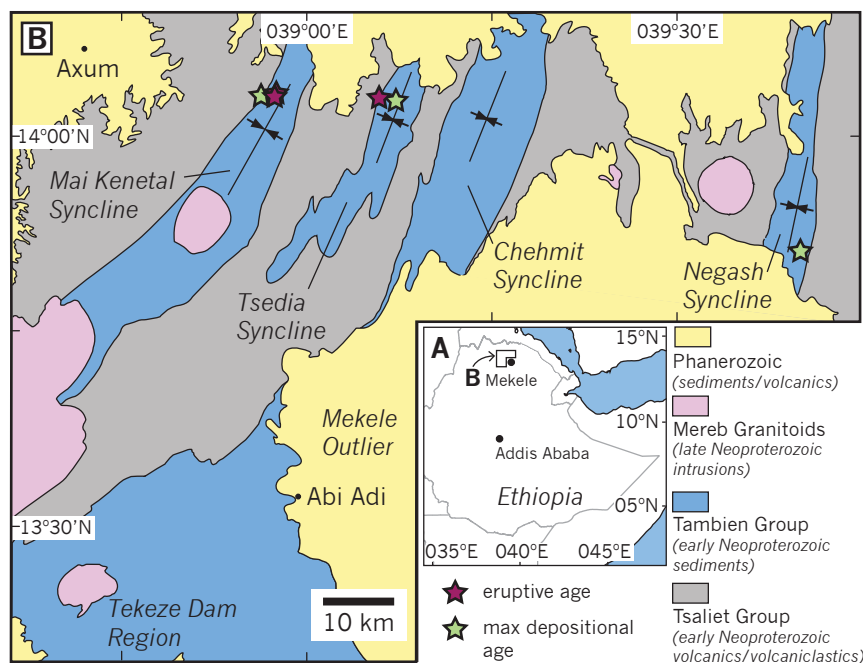 B
039°00'E
039°30'E
Axum
14°00'N
Mai Kenetal
Syncline
Tsedia
Syncline
Chehmit
Syncline
Negash
Syncline
Mekele
Outlier
Abi Adi
13°30'N
Tekeze Dam
Region
10 km
A
B
Mekele
Addis Ababa
Ethiopia
15°N
10°N
05°N
035°E
040°E
045°E
eruptive age
max depositional
age
Phanerozoic
(sediments/volcanics)
Mereb Granitoids
(late Neoproterozoic
intrusions)
Tambien Group
(early Neoproterozoic
sediments)
Tsaliet Group
(early Neoproterozoic
volcanics/volcaniclastics)